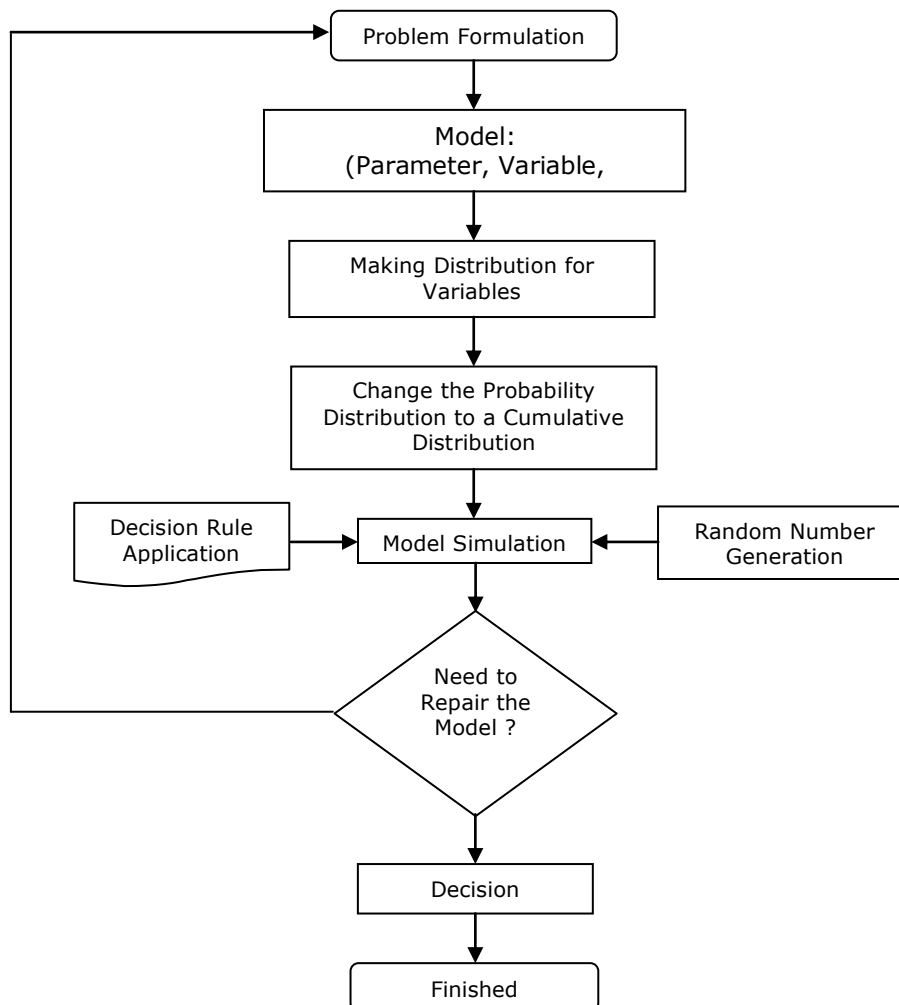 Problem Formulation
Model:
(Parameter, Variable,
Making Distribution for
Variables
Change the Probability
Distribution to a Cumulative
Distribution
Decision Rule
Application
Model Simulation
Random Number
Generation
Need to
Repair the
Model ?
Decision
Finished